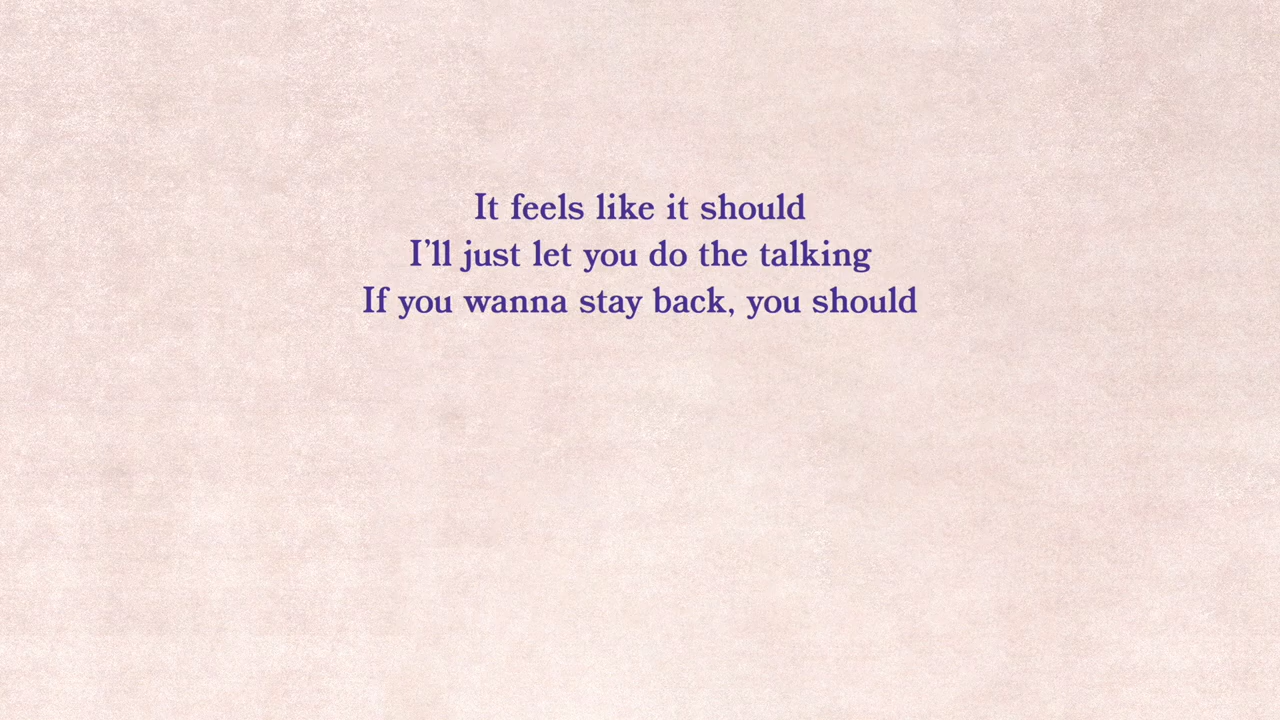 It feels like it should
I’ll just let you do the talking
If you wanna stay back, you should